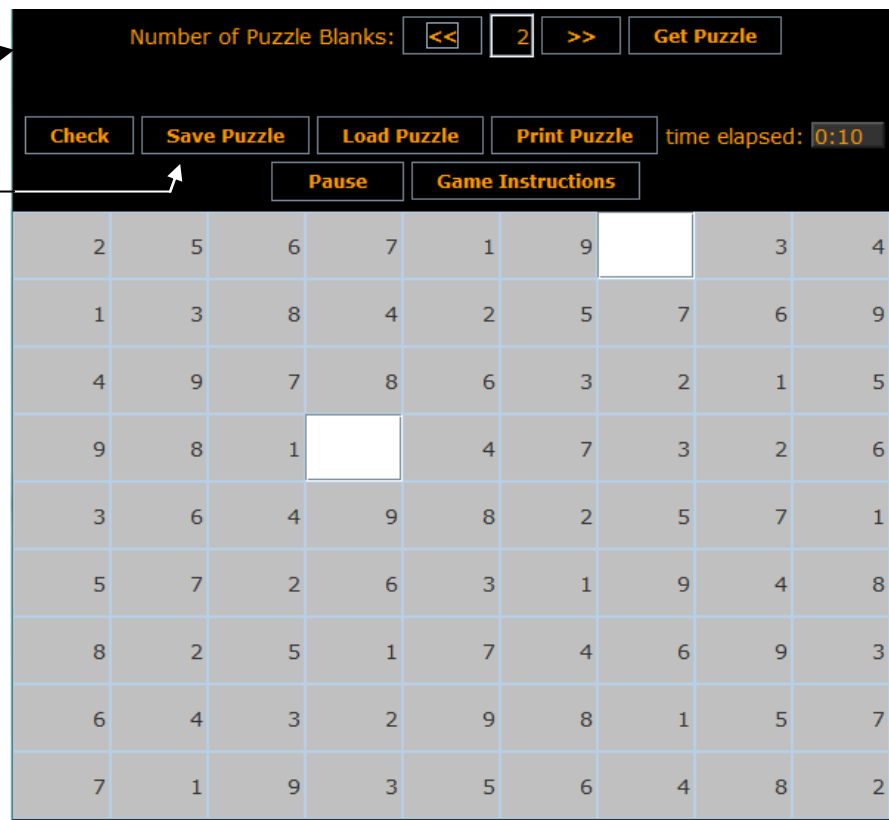 Number of Puzzle Blanks: << 2 >> Get Puzzle
Check Save Puzzle Load Puzzle Print Puzzle time elapsed: 0:10
Pause Game Instructions
2 5 6 7 1 9 3 4
1 3 8 4 2 5 7 6 9
4 9 7 8 6 3 2 1 5
9 8 1 4 7 3 2 6
3 6 4 9 8 2 5 7 1
5 7 2 6 3 1 9 4 8
8 2 5 1 7 4 6 9 3
6 4 3 2 9 8 1 5 7
7 1 9 3 5 6 4 8 2